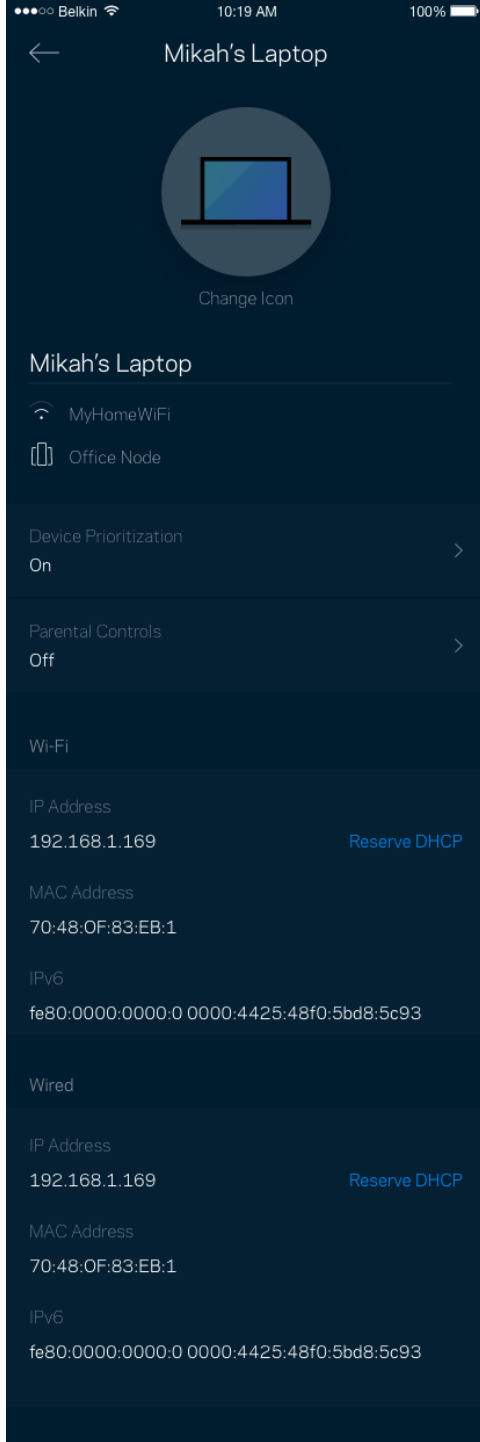 Belkin 10:19 AM 100%
Mikah's Laptop
Change Icon
Mikah's Laptop
MyHomeWiFi
Office Node
Device Prioritization
On
Parental Controls
Off
Wi-Fi
IP Address
192.168.1.169 Reserve DHCP
MAC Address
70:48:0F:83:EB:1
IPv6
fe80:0000:0000:0 0000:4425:48f0:5bd8:5c93
Wired
IP Address
192.168.1.169 Reserve DHCP
MAC Address
70:48:0F:83:EB:1
IPv6
fe80:0000:0000:0 0000:4425:48f0:5bd8:5c93